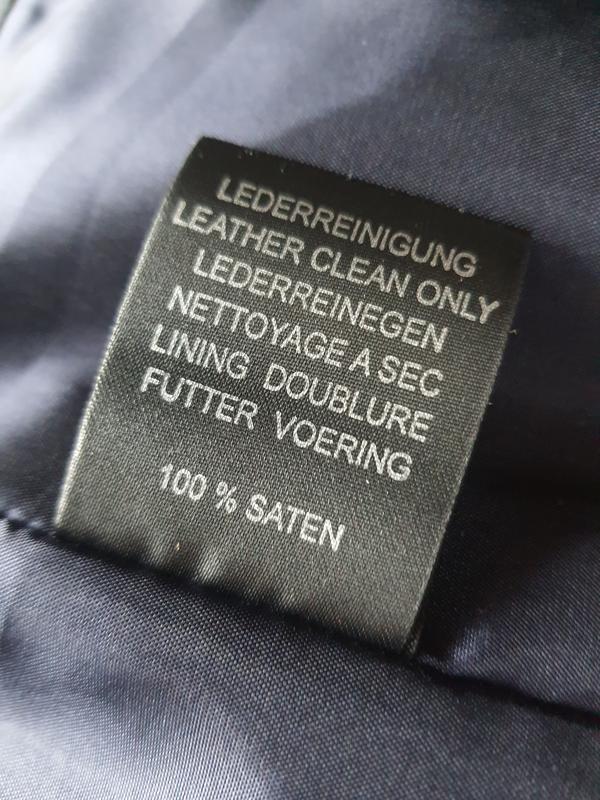 LEDERREINIGUNG
LEATHER CLEAN ONLY
LEDERREINEGEN
NETTOYAGE A SEC
LINING DOUBLURE
FUTTER VOERING
100 % SATEN